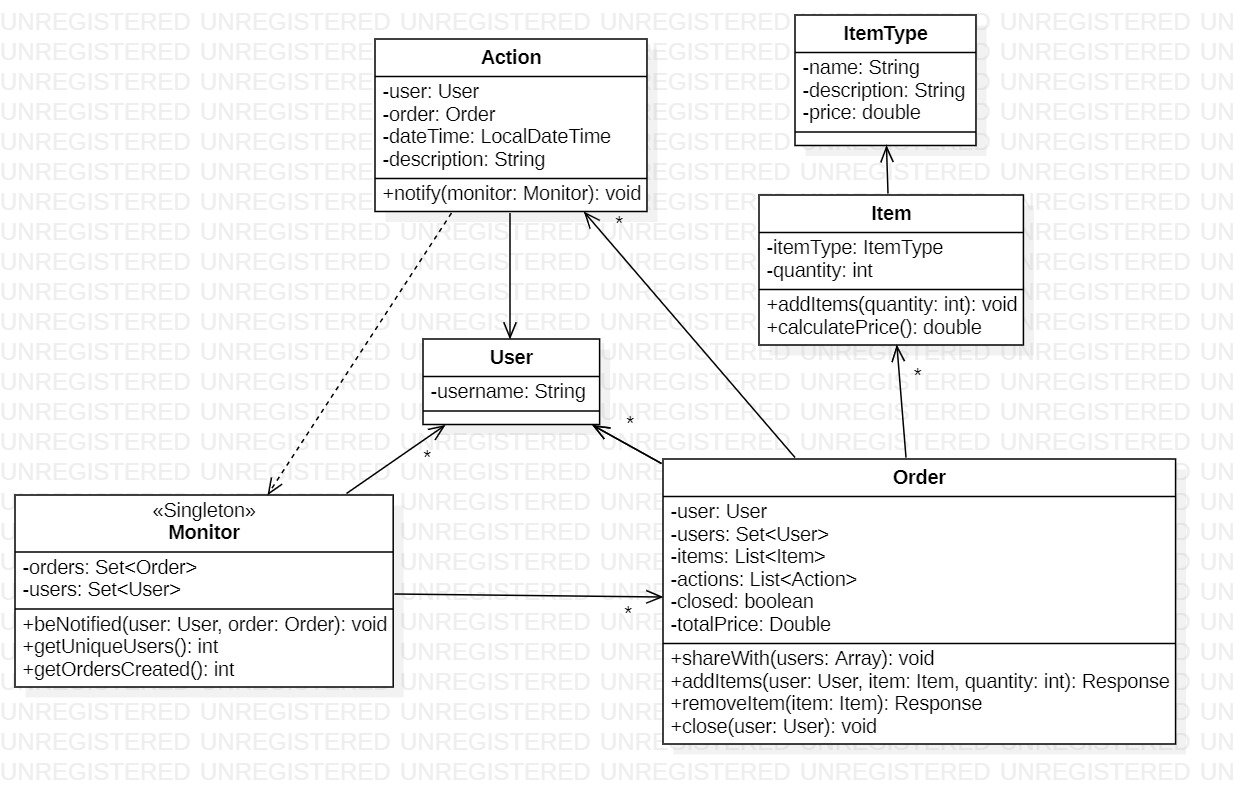 Action
-user: User
-order: Order
-dateTime: LocalDateTime
-description: String
+notify(monitor: Monitor): void
ItemType
-name: String
-description: String
-price: double
Item
-itemType: ItemType
-quantity: int
+addItems(quantity: int): void
+calculatePrice(): double
*
*
User
-username: String
*
*
«Singleton»
Monitor
-orders: Set<Order>
-users: Set<User>
+beNotified(user: User, order: Order): void
+getUniqueUsers(): int
+getOrdersCreated(): int
*
Order
-user: User
-users: Set<User>
-items: List<Item>
-actions: List<Action>
-closed: boolean
-totalPrice: Double
+shareWith(users: Array): void
+addItems(user: User, item: Item, quantity: int): Response
+removeItem(item: Item): Response
+close(user: User): void
UNREGISTERED